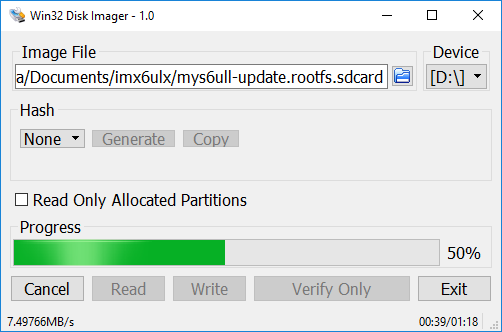 Win32 Disk Imager - 1.0
Image File
Device
a/Documents/imx6ulx/mys6ull-update.rootfs.sdcard
[D:\]
Hash
None
Generate
Copy
Read Only Allocated Partitions
Progress
50%
Cancel
Read
Write
Verify Only
Exit
7.49766MB/s
00:39/01:18